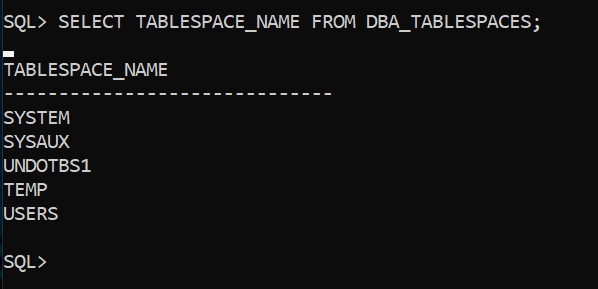 SQL> SELECT TABLESPACE_NAME FROM DBA_TABLESPACES;
TABLESPACE_NAME
------------------------------
SYSTEM
SYSAUX
UNDOTBS1
TEMP
USERS
SQL>